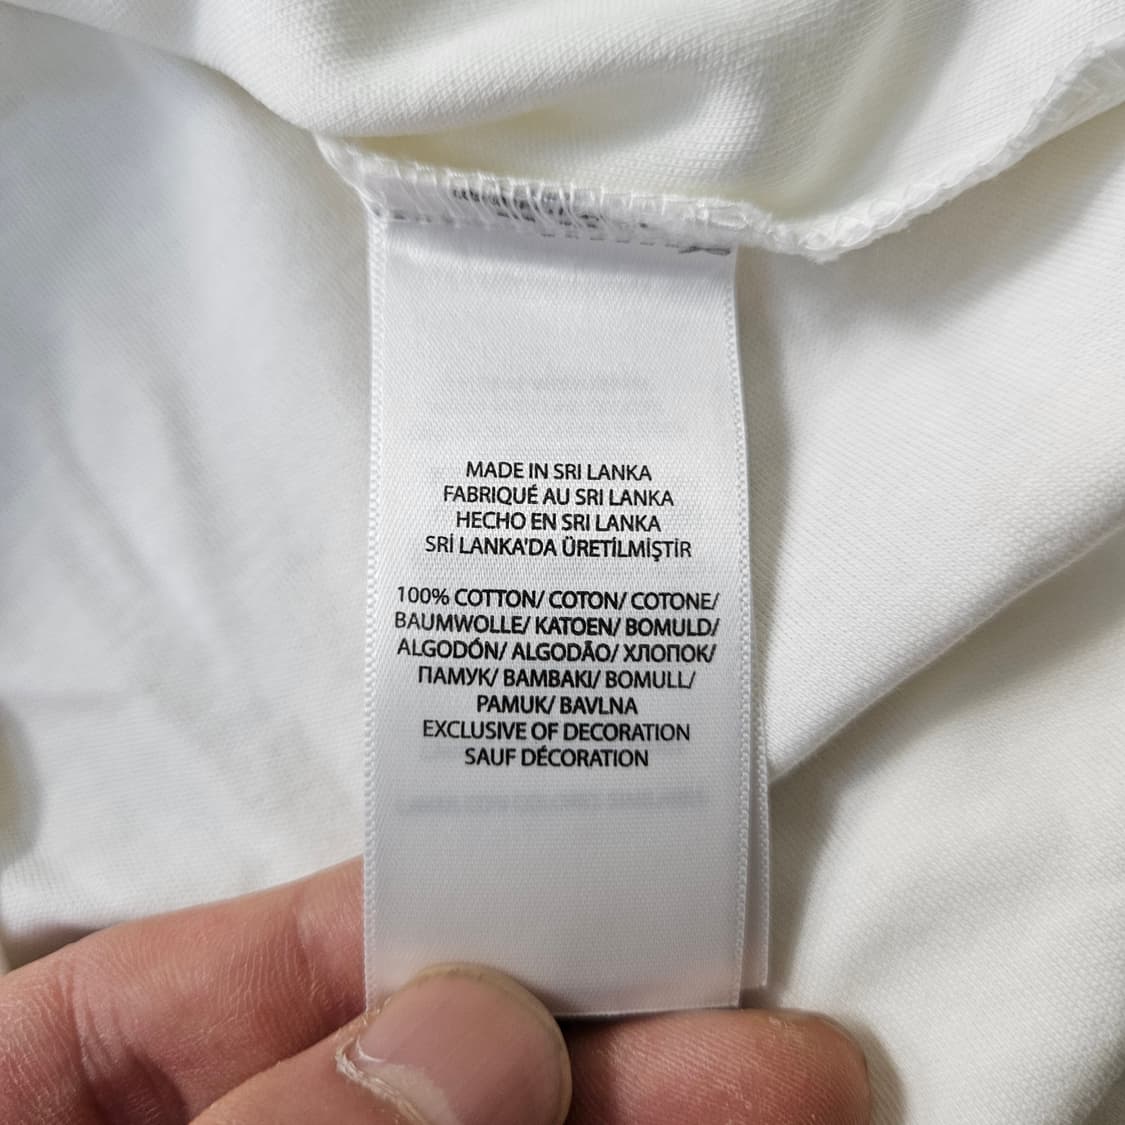 MADE IN SRI LANKA
FABRIQUÉ AU SRI LANKA
HECHO EN SRI LANKA
SRİ LANKA'DA ÜRETİLMİŞTİR
100% COTTON/ COTON/ COTONE/
BAUMWOLLE/ KATOEN/ BOMULD/
ALGODÓN/ ALGODÃO/ ХЛОПОК/
ПАМУК/ BAMBAKI/ BOMULL/
PAMUK/ BAVLNA
EXCLUSIVE OF DECORATION
SAUF DÉCORATION